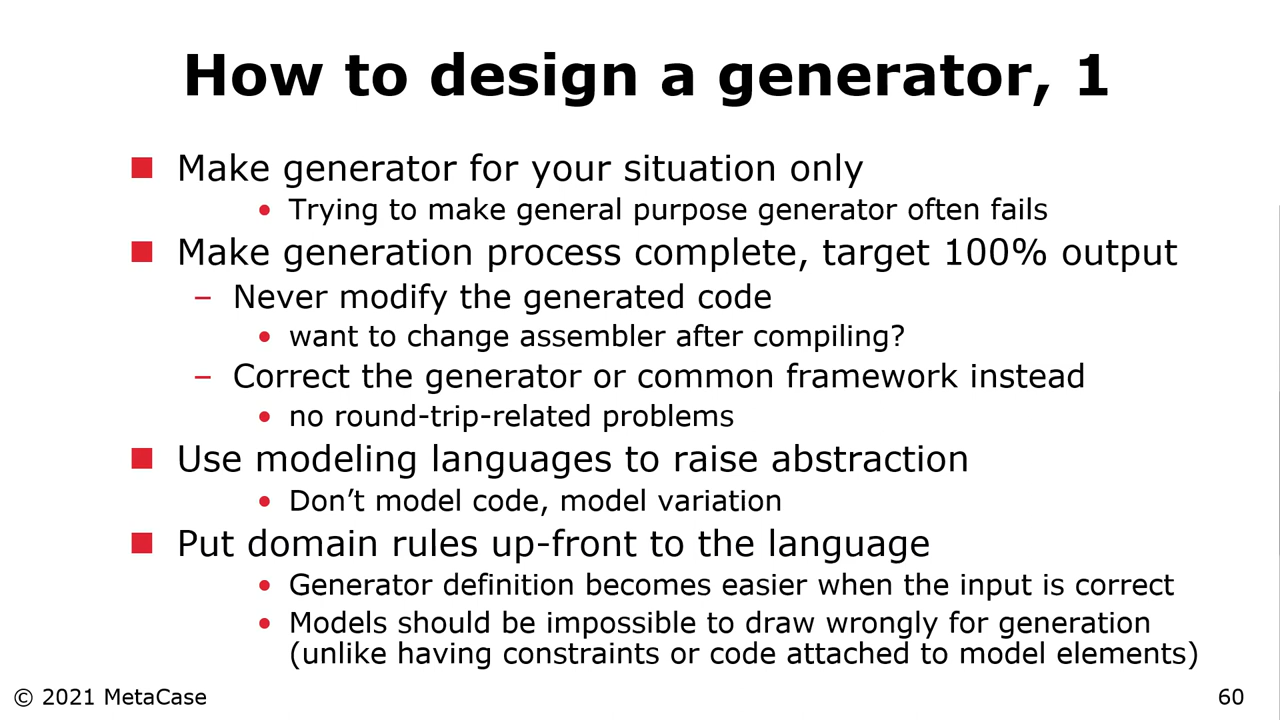 How to design a generator, 1
Make generator for your situation only
Trying to make general purpose generator often fails
Make generation process complete, target 100% output
– Never modify the generated code
want to change assembler after compiling?
– Correct the generator or common framework instead
no round-trip-related problems
Use modeling languages to raise abstraction
Don’t model code, model variation
Put domain rules up-front to the language
Generator definition becomes easier when the input is correct
Models should be impossible to draw wrongly for generation
(unlike having constraints or code attached to model elements)
© 2021 MetaCase
60